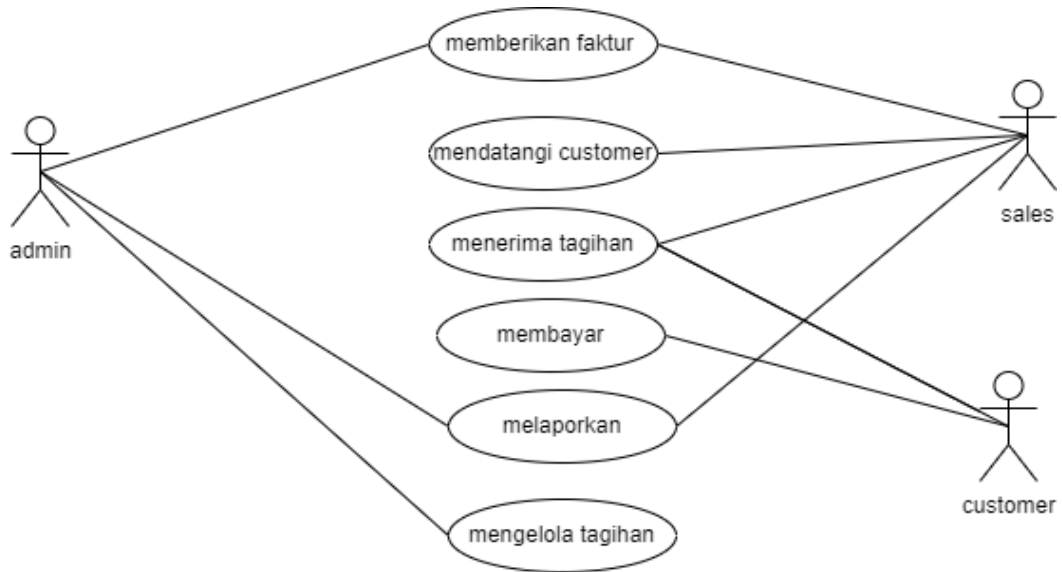 memberikan faktur
mendatangi customer
sales
admin
menerima tagihan
membayar
melaporkan
customer
mengelola tagihan